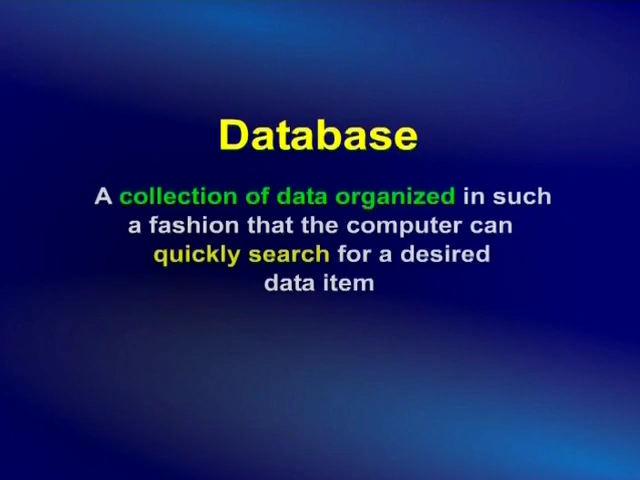 Database
A collection of data organized in such
a fashion that the computer can
quickly search for a desired
data item